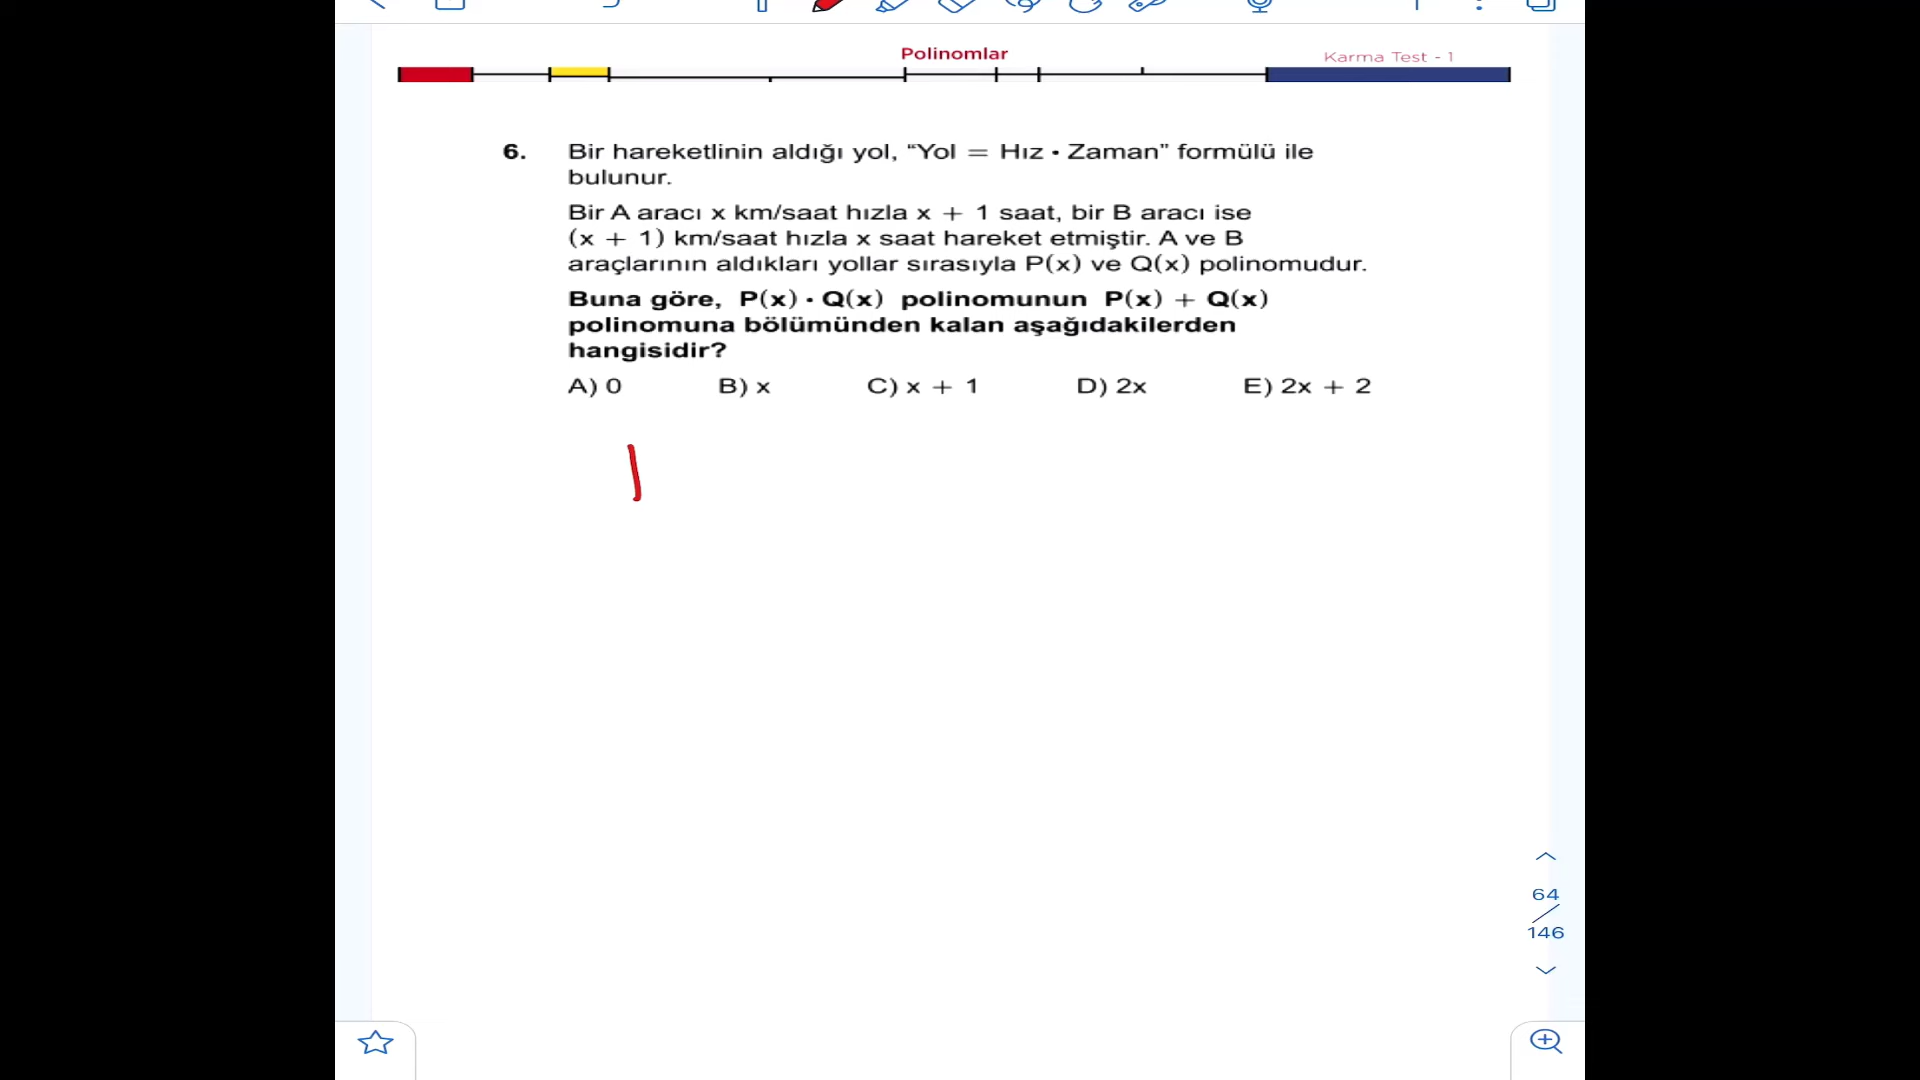 Polinomlar
Karma Test - 1
6. Bir hareketlinin aldığı yol, “Yol = Hız · Zaman” formülü ile
bulunur.
Bir A aracı x km/saat hızla x + 1 saat, bir B aracı ise
(x + 1) km/saat hızla x saat hareket etmiştir. A ve B
araçlarının aldıkları yollar sırasıyla P(x) ve Q(x) polinomudur.
Buna göre, P(x) · Q(x) polinomunun P(x) + Q(x)
polinomuna bölümünden kalan aşağıdakilerden
hangisidir?
A) 0 B) x C) x + 1 D) 2x E) 2x + 2
64
146